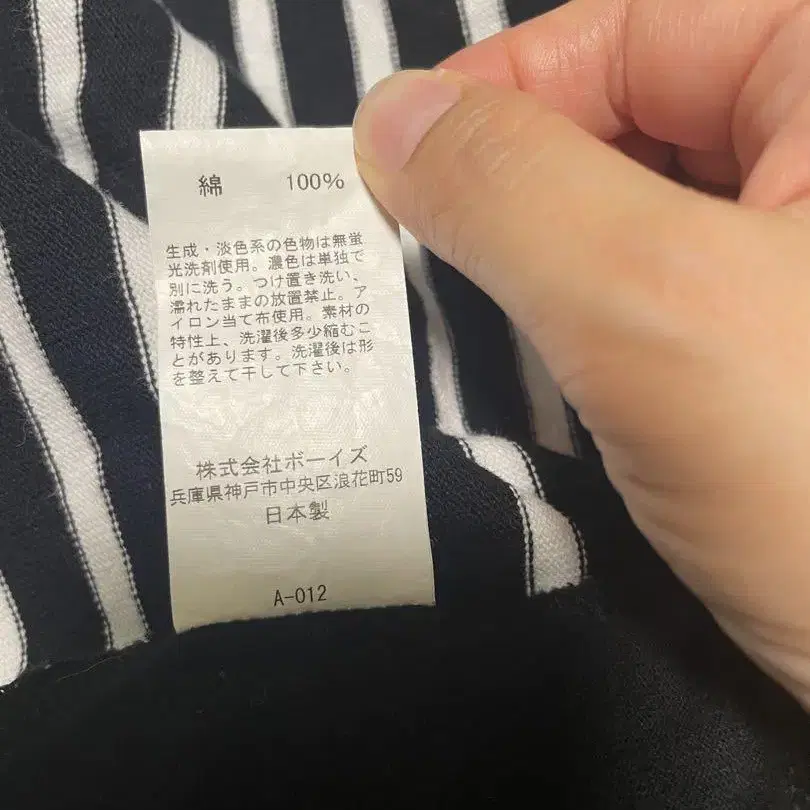 綿 100%
生成・淡色系の色物は無蛍
光洗剤使用。濃色は単独で
別に洗う。つけ置き洗い、
濡れたままの放置禁止。ア
イロン当て布使用。素材の
特性上、洗濯後多少縮むこ
とがあります。洗濯後は形
を整えて干して下さい。
株式会社ボーイズ
兵庫県神戸市中央区浪花町59
日本製
A-012